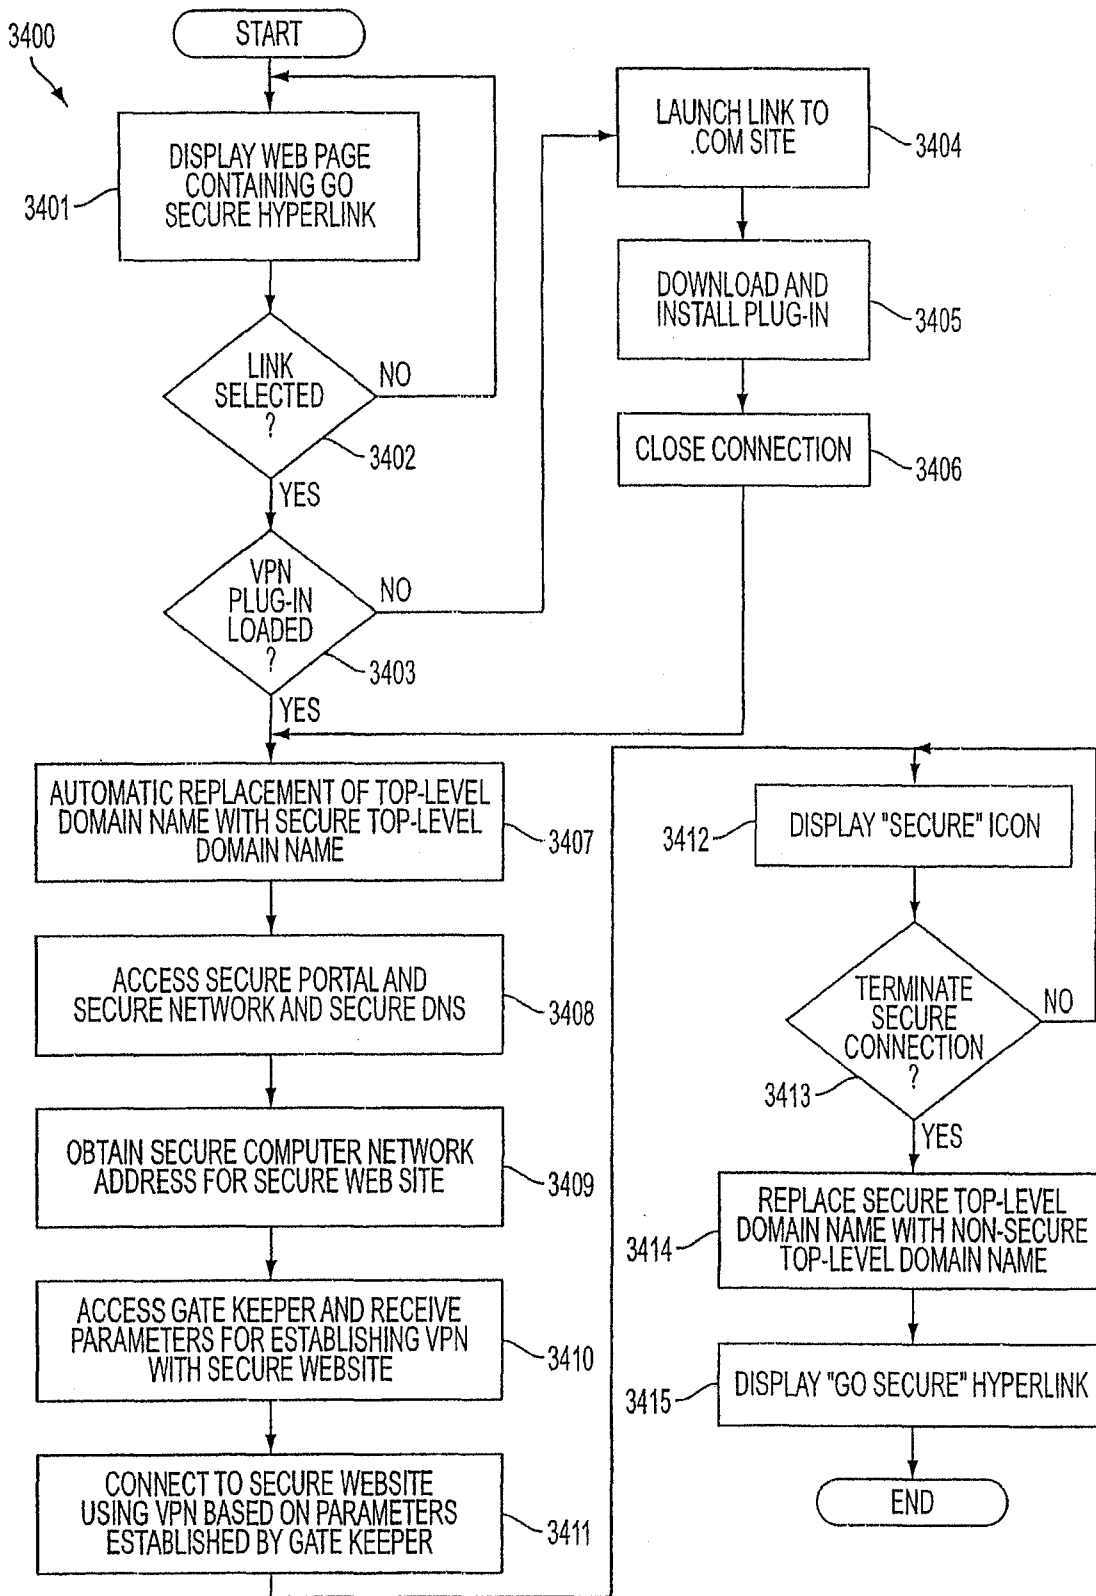 3400
START
DISPLAY WEB PAGE
CONTAINING GO
SECURE HYPERLINK
3401
LINK
SELECTED
?
NO
3402
YES
VPN
PLUG-IN
LOADED
?
NO
3403
YES
LAUNCH LINK TO
.COM SITE
3404
DOWNLOAD AND
INSTALL PLUG-IN
3405
CLOSE CONNECTION
3406
AUTOMATIC REPLACEMENT OF TOP-LEVEL
DOMAIN NAME WITH SECURE TOP-LEVEL
DOMAIN NAME
3407
ACCESS SECURE PORTAL AND
SECURE NETWORK AND SECURE DNS
3408
OBTAIN SECURE COMPUTER NETWORK
ADDRESS FOR SECURE WEB SITE
3409
ACCESS GATE KEEPER AND RECEIVE
PARAMETERS FOR ESTABLISHING VPN
WITH SECURE WEBSITE
3410
CONNECT TO SECURE WEBSITE
USING VPN BASED ON PARAMETERS
ESTABLISHED BY GATE KEEPER
3411
DISPLAY "SECURE" ICON
3412
TERMINATE
SECURE
CONNECTION
?
NO
3413
YES
REPLACE SECURE TOP-LEVEL
DOMAIN NAME WITH NON-SECURE
TOP-LEVEL DOMAIN NAME
3414
DISPLAY "GO SECURE" HYPERLINK
3415
END